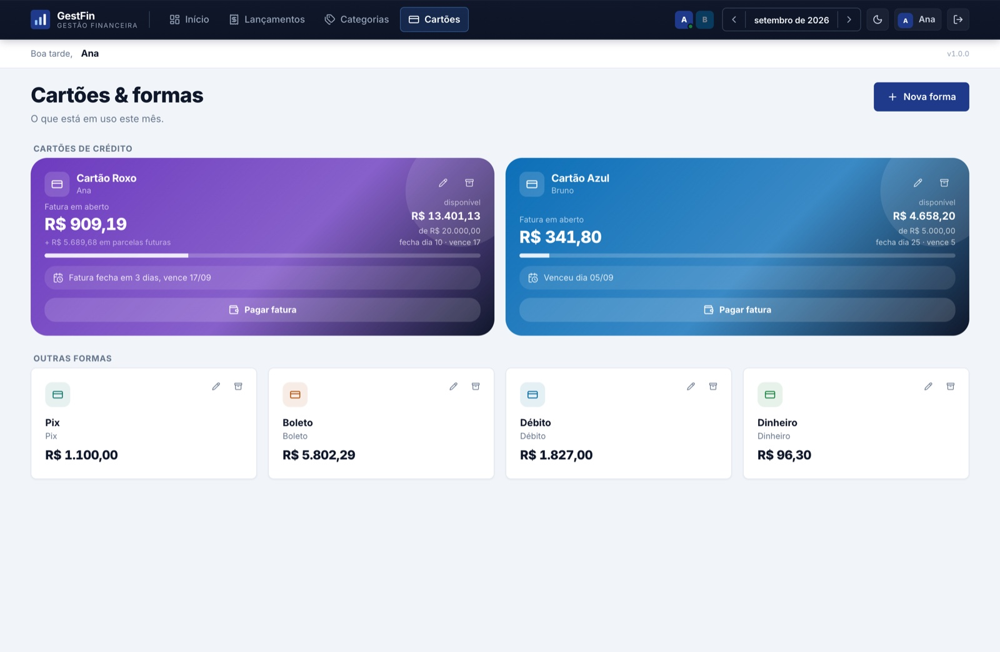 GestFin
GESTÃO FINANCEIRA
Início
Lançamentos
Categorias
Cartões
A
B
setembro de 2026
A
Ana
Boa tarde, Ana
v1.0.0
Cartões & formas
O que está em uso este mês.
+ Nova forma
CARTÕES DE CRÉDITO
Cartão Roxo
Ana
Fatura em aberto
R$ 909,19
+ R$ 5.689,68 em parcelas futuras
disponível
R$ 13.401,13
de R$ 20.000,00
fecha dia 10 · vence 17
Fatura fecha em 3 dias, vence 17/09
Pagar fatura
Cartão Azul
Bruno
Fatura em aberto
R$ 341,80
disponível
R$ 4.658,20
de R$ 5.000,00
fecha dia 25 · vence 5
Venceu dia 05/09
Pagar fatura
OUTRAS FORMAS
Pix
Pix
R$ 1.100,00
Boleto
Boleto
R$ 5.802,29
Débito
Débito
R$ 1.827,00
Dinheiro
Dinheiro
R$ 96,30